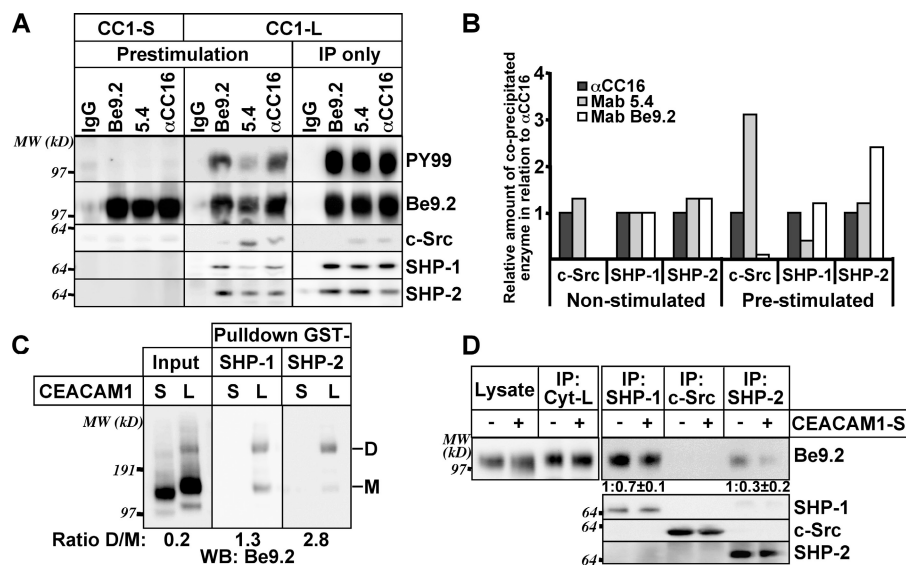 A
CC1-S CC1-L
Prestimulation IP only
IgG Be9.2 5.4 αCC16 IgG Be9.2 5.4 αCC16 IgG Be9.2 5.4 αCC16
MW (kD)
97 PY99
97 Be9.2
64 c-Src
64 SHP-1
64 SHP-2
B
Relative amount of co-precipitated
enzyme in relation to αCC16
4
3
2
1
αCC16
Mab 5.4
Mab Be9.2
c-Src SHP-1 SHP-2 c-Src SHP-1 SHP-2
Non-stimulated Pre-stimulated
C
Pulldown GST-
Input SHP-1 SHP-2
CEACAM1 S L S L S L
MW (kD)
191
97
D
M
Ratio D/M: 0.2 1.3 2.8
WB: Be9.2
D
Lysate IP: Cyt-L IP: SHP-1 IP: c-Src IP: SHP-2
- + - + - + - + - + CEACAM1-S
MW
(kD)
97 Be9.2
1:0.7±0.1 1:0.3±0.2
64 SHP-1
64 c-Src
64 SHP-2